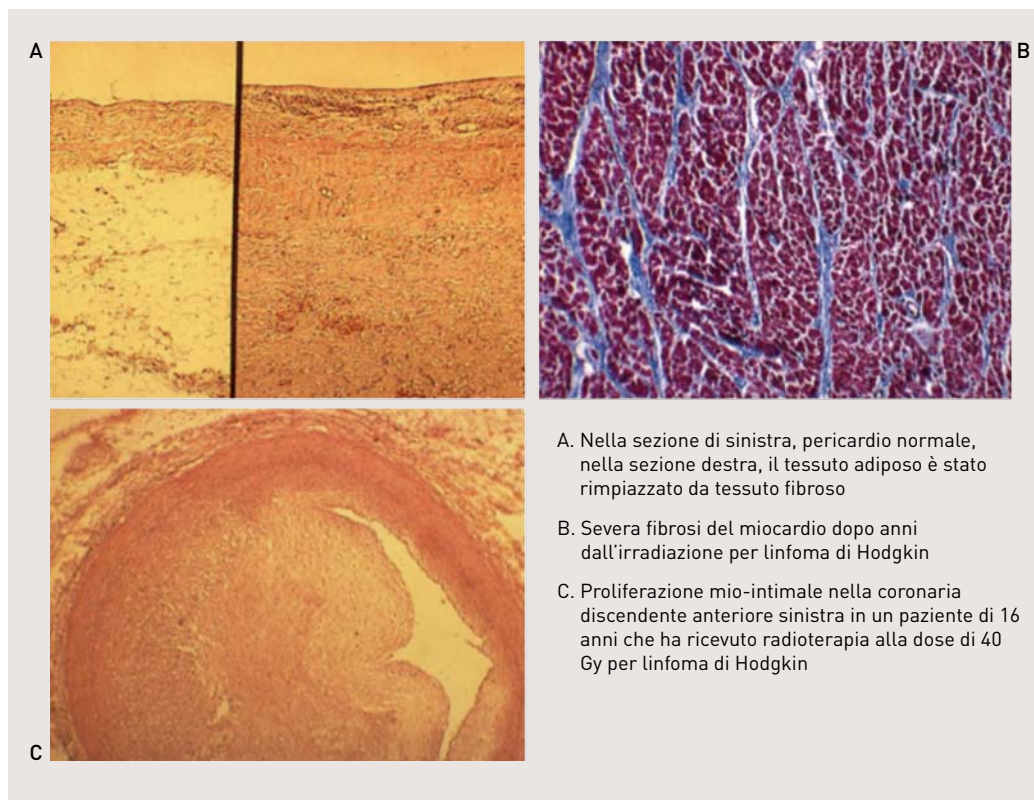 A
B
A. Nella sezione di sinistra, pericardio normale,
nella sezione destra, il tessuto adiposo è stato
rimpiazzato da tessuto fibroso
B. Severa fibrosi del miocardio dopo anni
dall'irradiazione per linfoma di Hodgkin
C. Proliferazione mio-intimale nella coronaria
discendente anteriore sinistra in un paziente di 16
anni che ha ricevuto radioterapia alla dose di 40
Gy per linfoma di Hodgkin
C